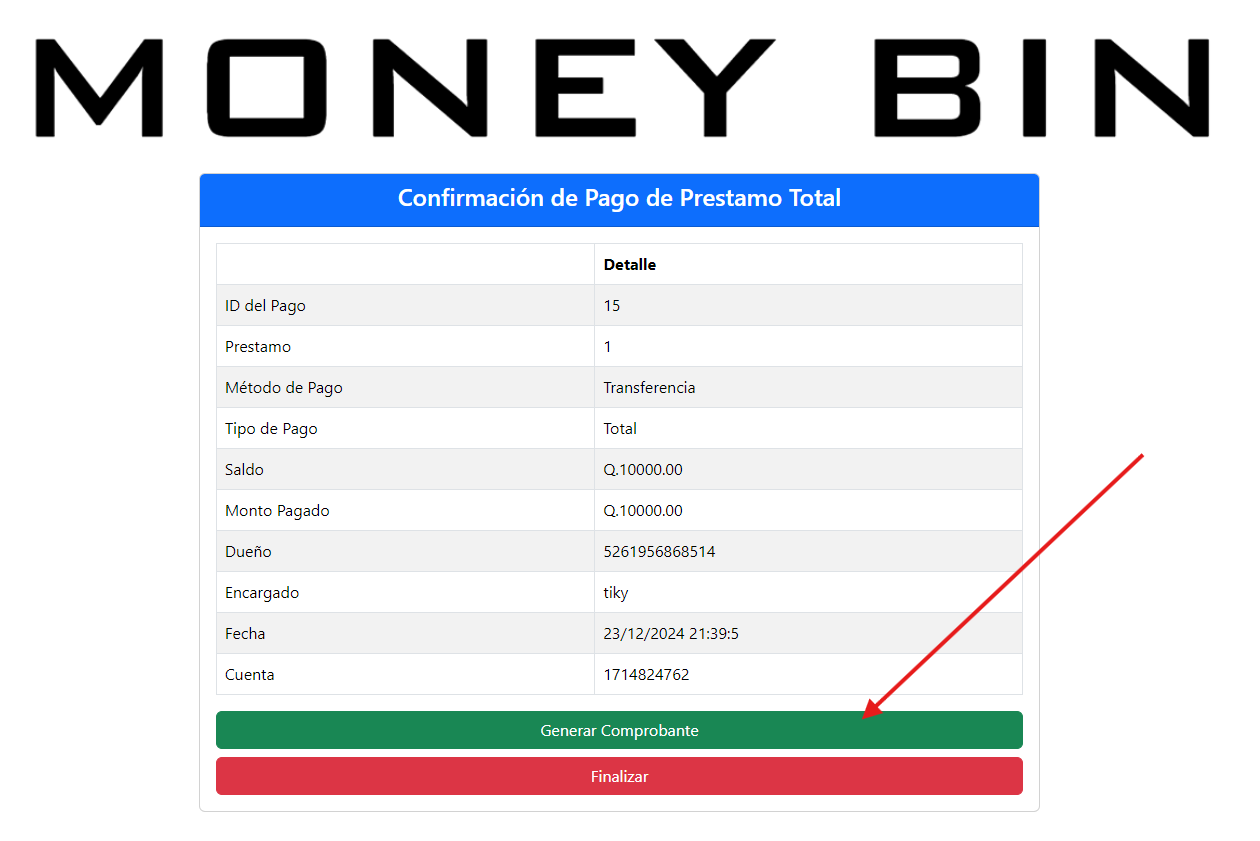 MONEY BIN
Confirmación de Pago de Prestamo Total
Detalle
ID del Pago 15
Prestamo 1
Método de Pago Transferencia
Tipo de Pago Total
Saldo Q.10000.00
Monto Pagado Q.10000.00
Dueño 5261956868514
Encargado tiky
Fecha 23/12/2024 21:39:5
Cuenta 1714824762
Generar Comprobante
Finalizar